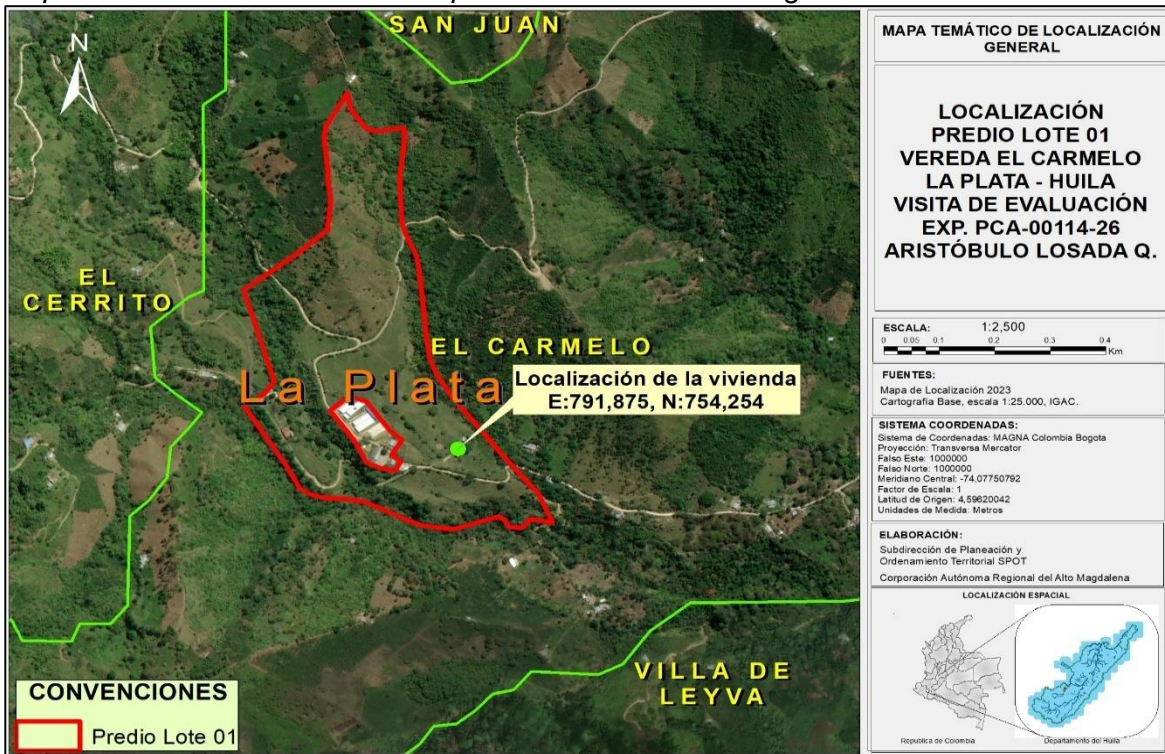 SAN JUAN
N
EL
CERRITO
EL CARMELO
La Plata
Localización de la vivienda
E:791,875, N:754,254
VILLA DE
LEYVA
CONVENCIONES
Predio Lote 01
MAPA TEMÁTICO DE LOCALIZACIÓN
GENERAL
LOCALIZACIÓN
PREDIO LOTE 01
VEREDA EL CARMELO
LA PLATA - HUILA
VISITA DE EVALUACIÓN
EXP. PCA-00114-26
ARISTÓBULO LOSADA Q.
ESCALA: 1:2,500
0 0.05 0.1 0.2 0.3 0.4
Km
FUENTES:
Mapa de Localización 2023
Cartografia Base, escala 1:25.000, IGAC.
SISTEMA COORDENADAS:
Sistema de Coordenadas: MAGNA Colombia Bogota
Proyección: Transversa Mercator
Falso Este: 1000000
Falso Norte: 1000000
Meridiano Central: -74,07750792
Factor de Escala: 1
Latitud de Origen: 4,59620042
Unidades de Medida: Metros
ELABORACIÓN:
Subdirección de Planeación y
Ordenamiento Territorial SPOT
Corporación Autónoma Regional del Alto Magdalena
LOCALIZACIÓN ESPACIAL
Republica de Colombia
Departamento del Huila